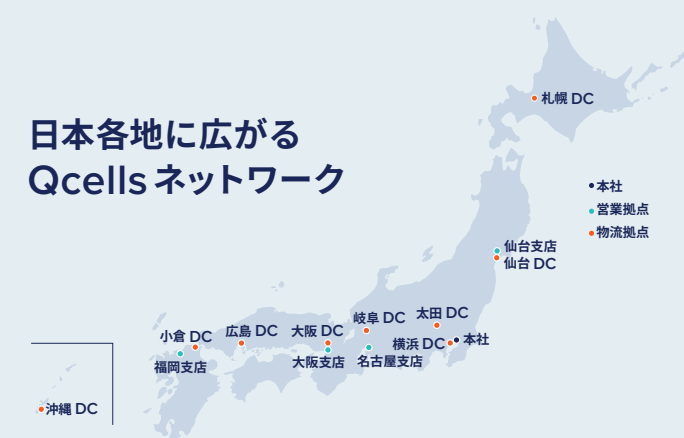 日本各地に広がる
Qcells ネットワーク
札幌 DC
本社
営業拠点
物流拠点
仙台支店
仙台 DC
岐阜 DC
太田 DC
小倉 DC
広島 DC
大阪 DC
横浜 DC
本社
福岡支店
大阪支店
名古屋支店
沖縄 DC